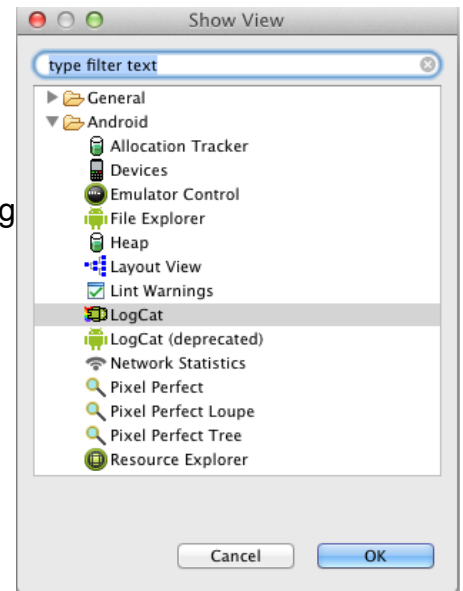 Show View
type filter text
General
Android
Allocation Tracker
Devices
Emulator Control
g
File Explorer
Heap
Layout View
Lint Warnings
LogCat
LogCat (deprecated)
Network Statistics
Pixel Perfect
Pixel Perfect Loupe
Pixel Perfect Tree
Resource Explorer
Cancel
OK